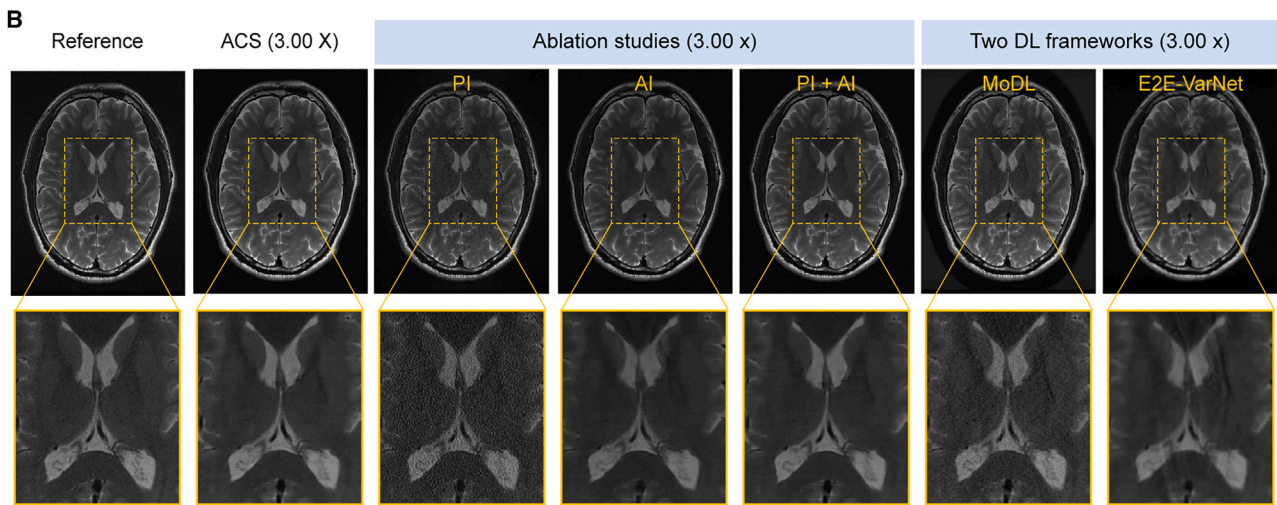 B
Reference
ACS (3.00 X)
Ablation studies (3.00 x)
Two DL frameworks (3.00 x)
PI
AI
PI + AI
MoDL
E2E-VarNet